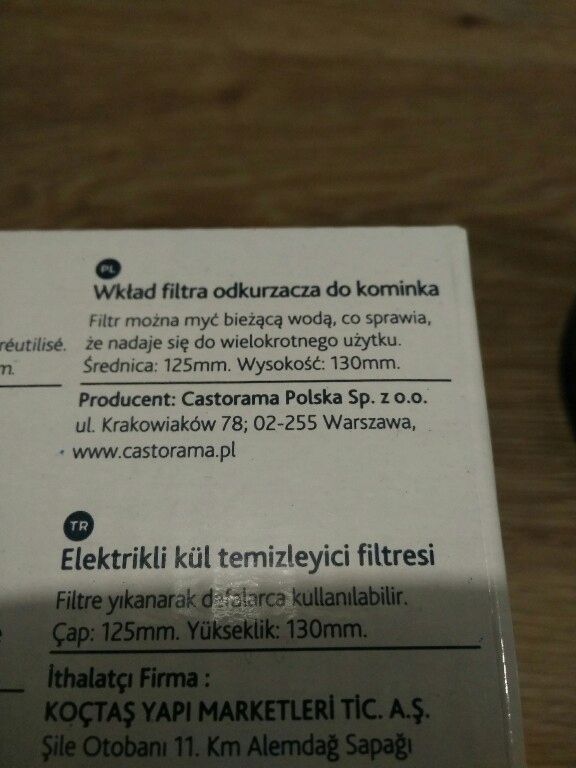 PL
Wkład filtra odkurzacza do kominka
Filtr można myć bieżącą wodą, co sprawia,
że nadaje się do wielokrotnego użytku.
Średnica: 125mm. Wysokość: 130mm.
Producent: Castorama Polska Sp. z o.o.
ul. Krakowiaków 78; 02-255 Warszawa,
www.castorama.pl
réutilisé.
m.
TR
Elektrikli kül temizleyici filtresi
Filtre yıkanarak defalarca kullanılabilir.
Çap: 125mm. Yükseklik: 130mm.
İthalatçı Firma :
KOÇTAŞ YAPI MARKETLERİ TİC. A.Ş.
Şile Otobanı 11. Km Alemdağ Sapağı